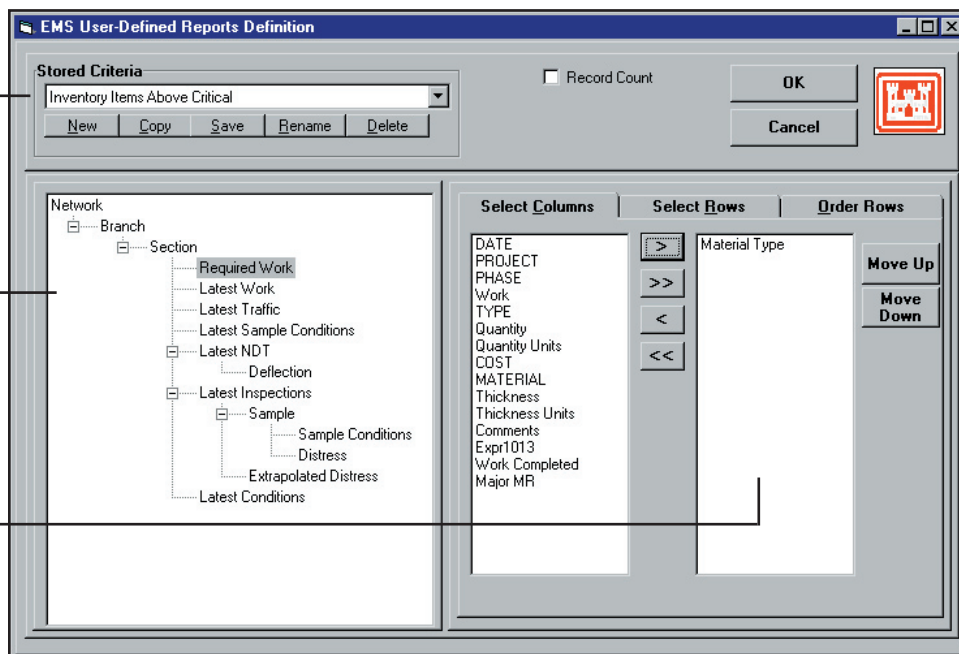 EMS User-Defined Reports Definition
Stored Criteria
Inventory Items Above Critical
New Copy Save Rename Delete
Record Count
OK
Cancel
Network
Branch
Section
Required Work
Latest Work
Latest Traffic
Latest Sample Conditions
Latest NDT
Deflection
Latest Inspections
Sample
Sample Conditions
Distress
Extrapolated Distress
Latest Conditions
Select Columns Select Rows Order Rows
DATE
PROJECT
PHASE
Work
TYPE
Quantity
Quantity Units
COST
MATERIAL
Thickness
Thickness Units
Comments
Expr1013
Work Completed
Major MR
>
>>
<
<<
Material Type
Move Up
Move
Down